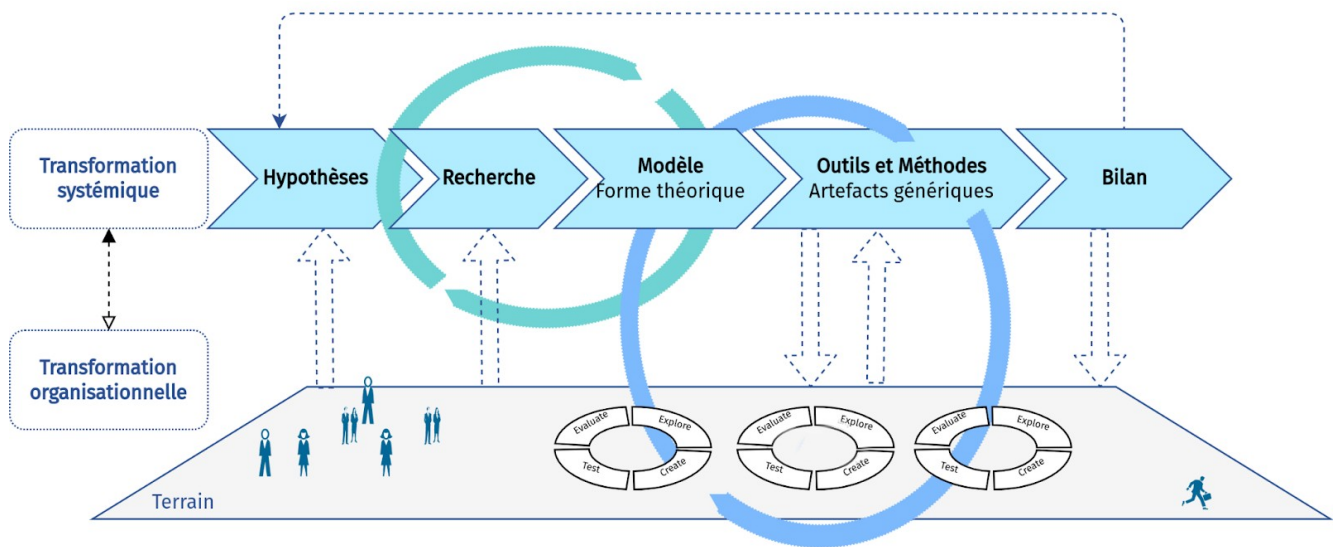 Transformation
systémique
Hypothèses
Recherche
Modèle
Forme théorique
Outils et Méthodes
Artefacts génériques
Bilan
Transformation
organisationnelle
Evaluate
Explore
Test
Create
Evaluate
Explore
Test
Create
Evaluate
Explore
Test
Create
Terrain